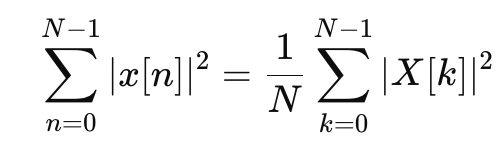 \sum_{n=0}^{N-1} |x[n]|^2 = \frac{1}{N} \sum_{k=0}^{N-1} |X[k]|^2